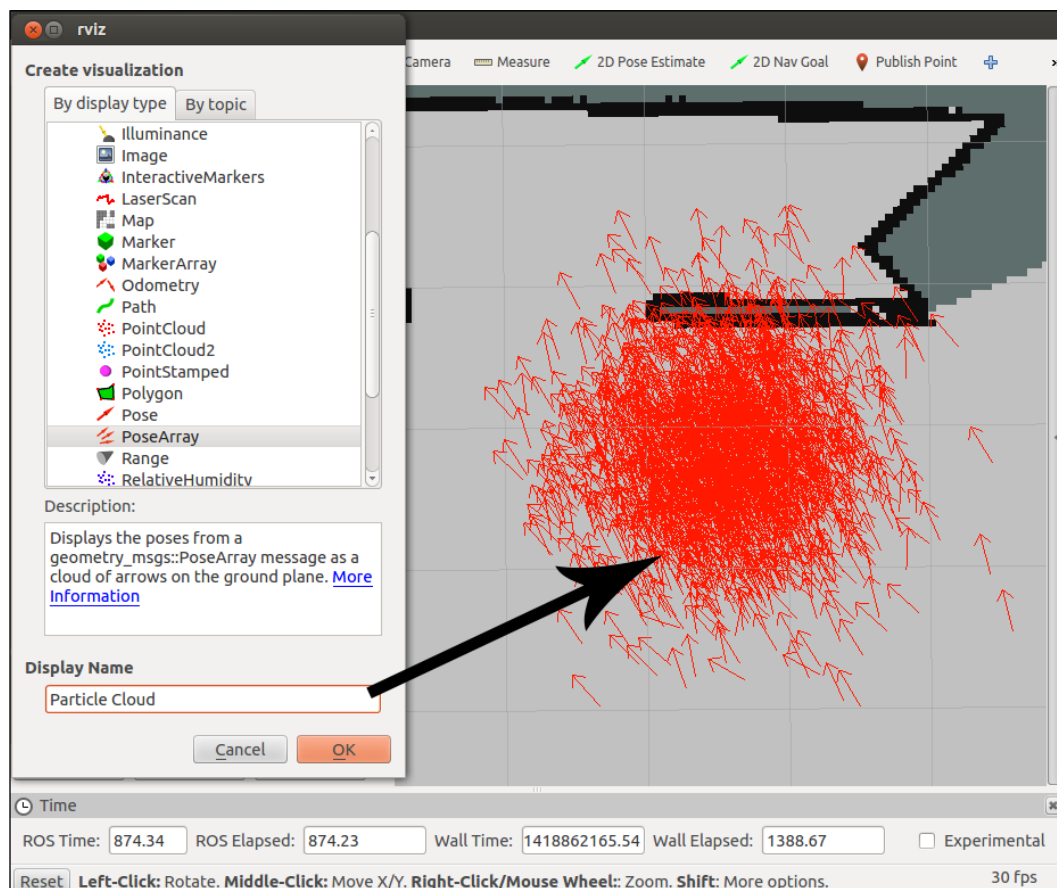 rviz
Create visualization
By display type
By topic
Illuminance
Image
InteractiveMarkers
LaserScan
Map
Marker
MarkerArray
Odometry
Path
PointCloud
PointCloud2
PointStamped
Polygon
Pose
PoseArray
Range
RelativeHumidity
Description:
Displays the poses from a
geometry_msgs::PoseArray message as a
cloud of arrows on the ground plane. More
Information
Display Name
Particle Cloud
Cancel
OK
Camera
Measure
2D Pose Estimate
2D Nav Goal
Publish Point
»
Time
ROS Time: 874.34 ROS Elapsed: 874.23 Wall Time: 1418862165.54 Wall Elapsed: 1388.67 Experimental
Reset Left-Click: Rotate. Middle-Click: Move X/Y. Right-Click/Mouse Wheel:: Zoom. Shift: More options. 30 fps